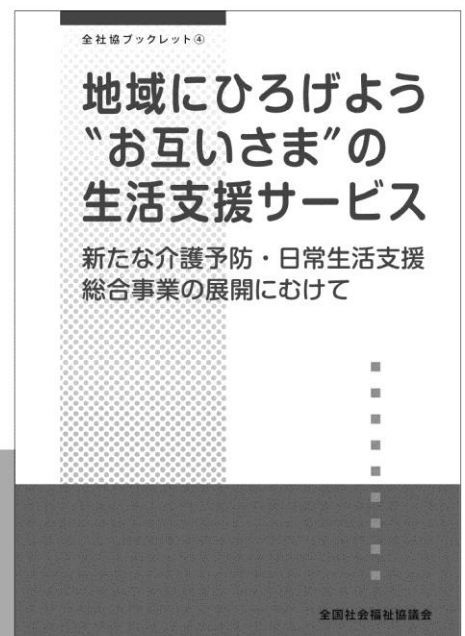 全社協ブックレット④
地域にひろげよう
〝お互いさま〟の
生活支援サービス
新たな介護予防・日常生活支援
総合事業の展開にむけて
全国社会福祉協議会